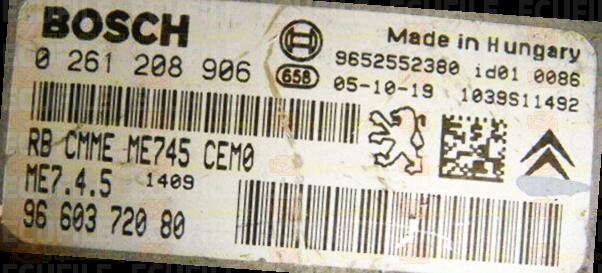 BOSCH
Made in Hungary
0 261 208 906
658
9652552380 id01 0086
05-10-19 1039S11492
RB CMME ME745 CEM0
ME7.4.5 1409
96 603 720 80